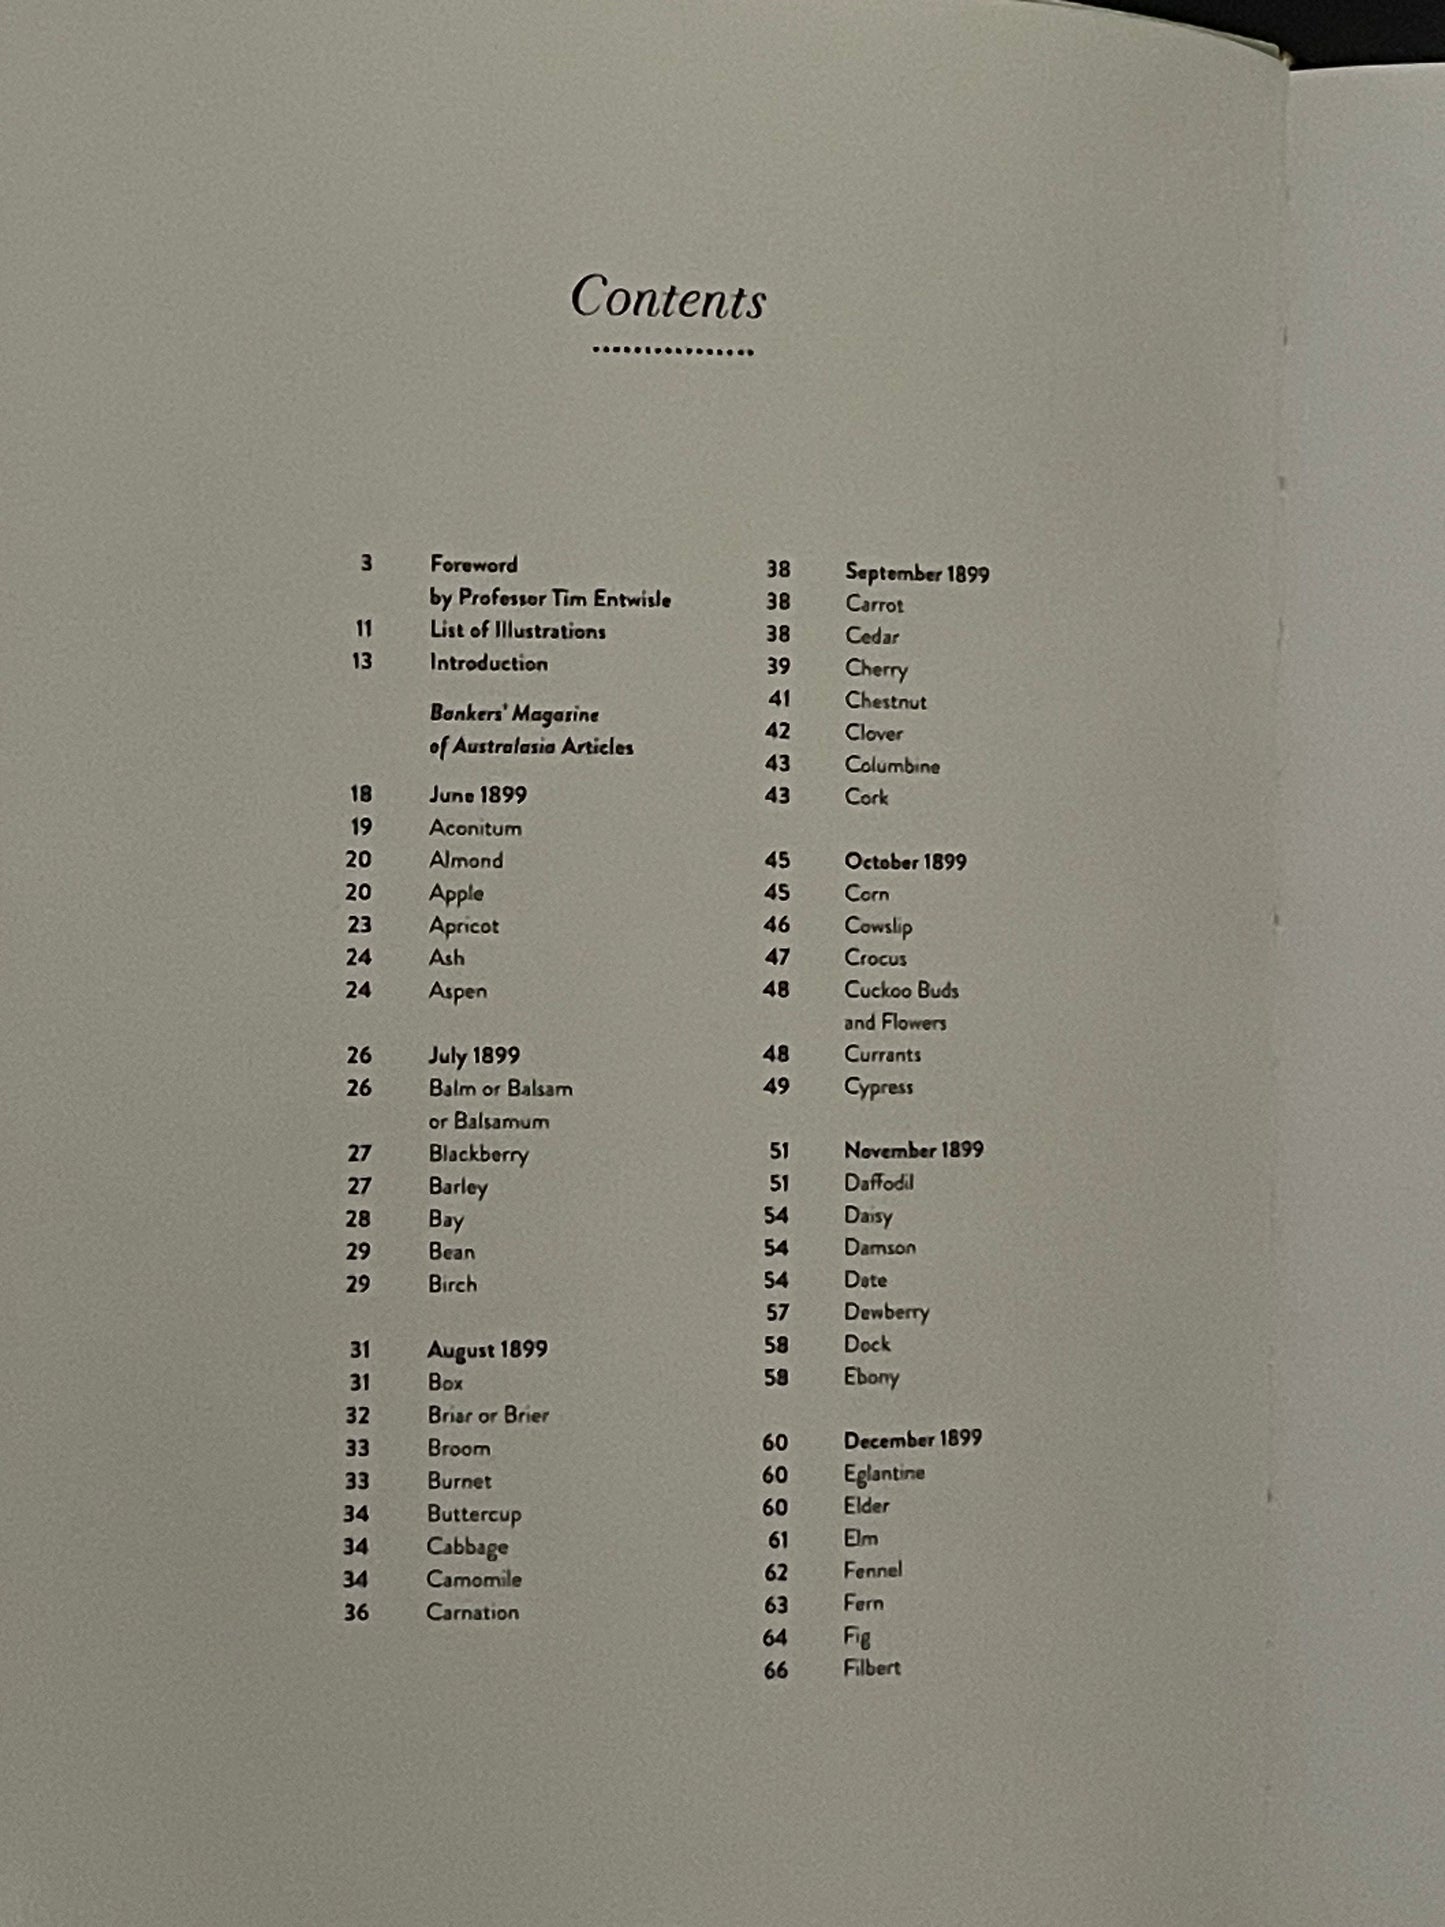 Contents
3 Foreword
by Professor Tim Entwisle
11 List of Illustrations
13 Introduction
Bankers' Magazine
of Australasia Articles
18 June 1899
19 Aconitum
20 Almond
20 Apple
23 Apricot
24 Ash
24 Aspen
26 July 1899
26 Balm or Balsam
or Balsamum
27 Blackberry
27 Barley
28 Bay
29 Bean
29 Birch
31 August 1899
31 Box
32 Briar or Brier
33 Broom
33 Burnet
34 Buttercup
34 Cabbage
34 Camomile
36 Carnation
38 September 1899
38 Carrot
38 Cedar
39 Cherry
41 Chestnut
42 Clover
43 Columbine
43 Cork
45 October 1899
45 Corn
46 Cowslip
47 Crocus
48 Cuckoo Buds
and Flowers
48 Currants
49 Cypress
51 November 1899
51 Daffodil
54 Daisy
54 Damson
54 Date
57 Dewberry
58 Dock
58 Ebony
60 December 1899
60 Eglantine
60 Elder
61 Elm
62 Fennel
63 Fern
64 Fig
66 Filbert